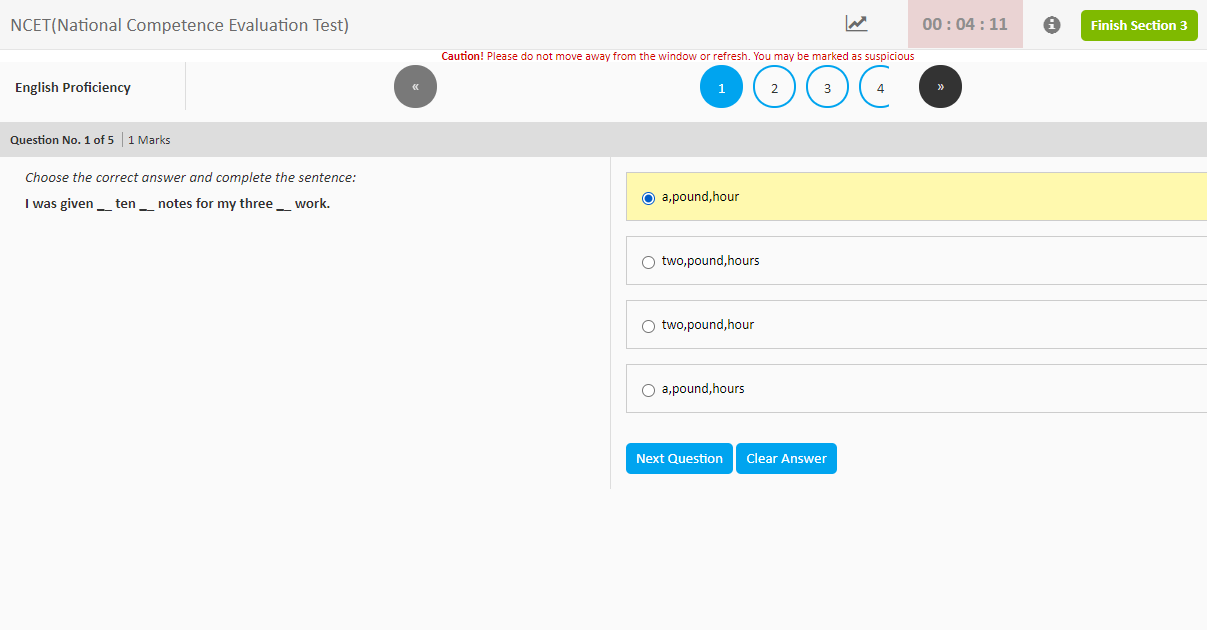 NCET(National Competence Evaluation Test)
00 : 04 : 11
Finish Section 3
Caution! Please do not move away from the window or refresh. You may be marked as suspicious
English Proficiency
«
1
2
3
4
»
Question No. 1 of 5
1 Marks
Choose the correct answer and complete the sentence:
I was given __ ten __ notes for my three __ work.
a,pound,hour
two,pound,hours
two,pound,hour
a,pound,hours
Next Question
Clear Answer